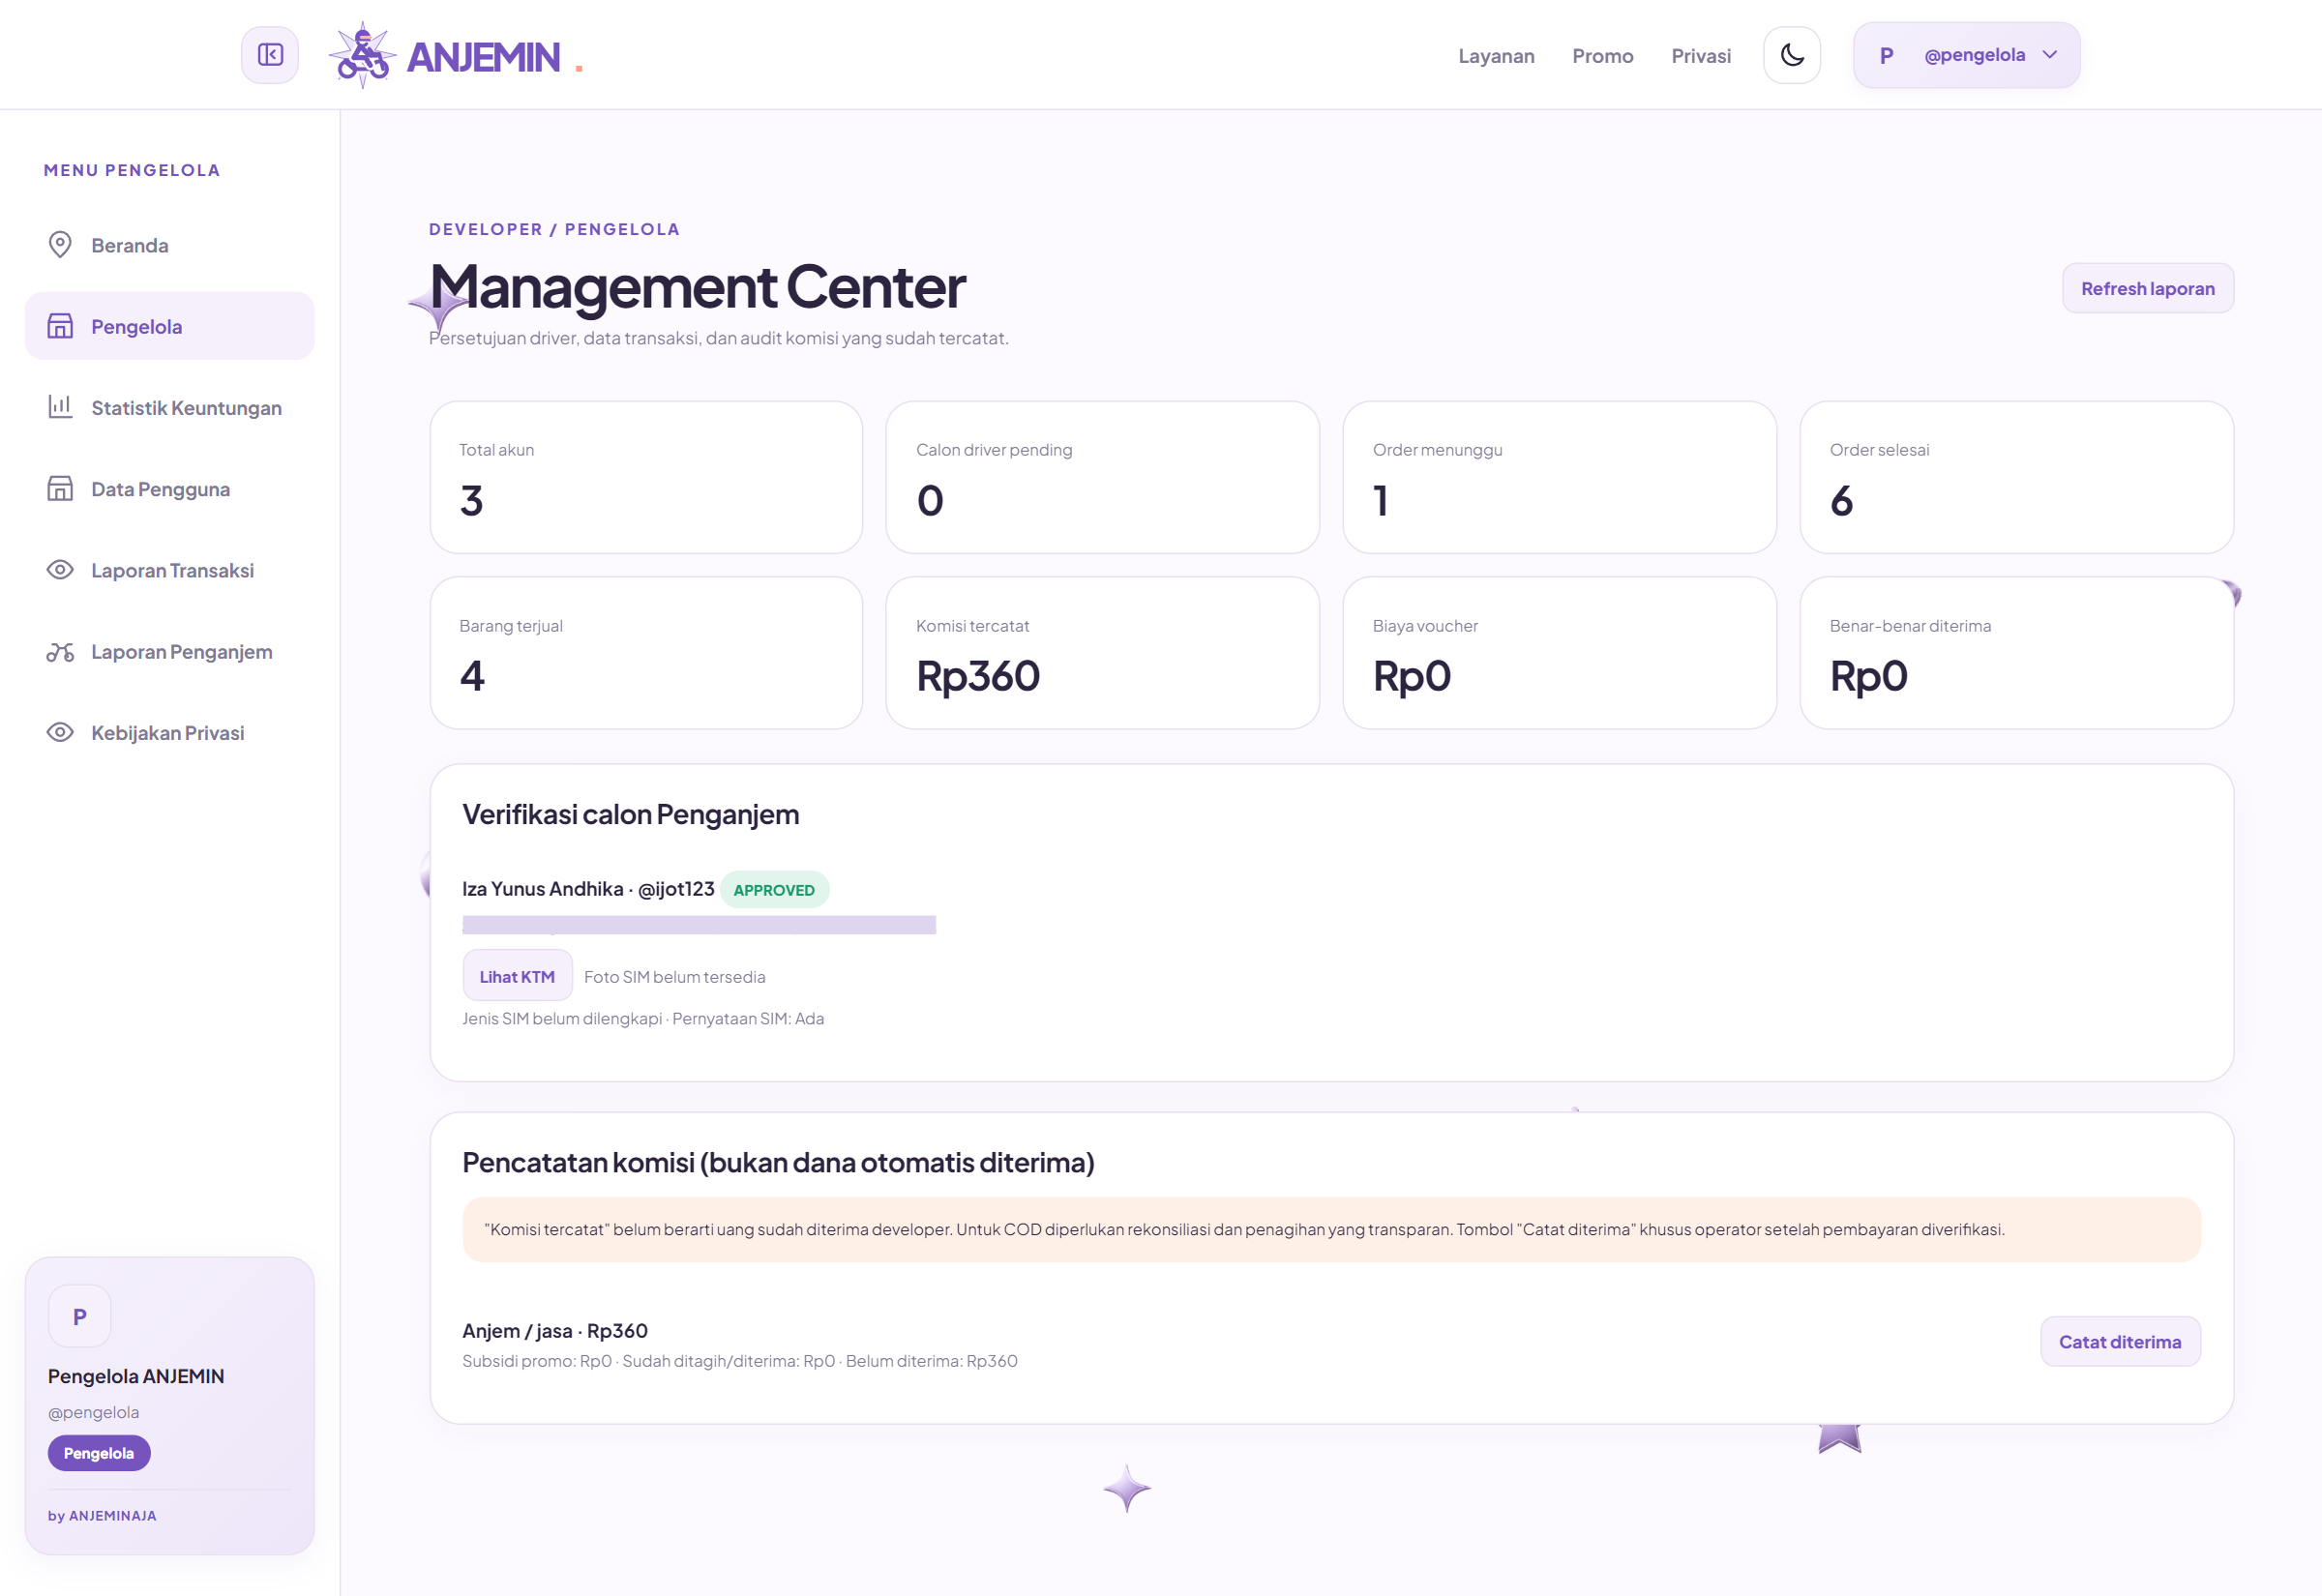 ANJEMIN .
Layanan
Promo
Privasi
P @pengelola
MENU PENGELOLA
Beranda
Pengelola
Statistik Keuntungan
Data Pengguna
Laporan Transaksi
Laporan Penganjem
Kebijakan Privasi
P
Pengelola ANJEMIN
@pengelola
Pengelola
by ANJEMINAJA
DEVELOPER / PENGELOLA
Management Center
Persetujuan driver, data transaksi, dan audit komisi yang sudah tercatat.
Refresh laporan
Total akun
3
Calon driver pending
0
Order menunggu
1
Order selesai
6
Barang terjual
4
Komisi tercatat
Rp360
Biaya voucher
Rp0
Benar-benar diterima
Rp0
Verifikasi calon Penganjem
Iza Yunus Andhika · @ijot123 APPROVED
Lihat KTM Foto SIM belum tersedia
Jenis SIM belum dilengkapi · Pernyataan SIM: Ada
Pencatatan komisi (bukan dana otomatis diterima)
"Komisi tercatat" belum berarti uang sudah diterima developer. Untuk COD diperlukan rekonsiliasi dan penagihan yang transparan. Tombol "Catat diterima" khusus operator setelah pembayaran diverifikasi.
Anjem / jasa · Rp360
Subsidi promo: Rp0 · Sudah ditagih/diterima: Rp0 · Belum diterima: Rp360
Catat diterima